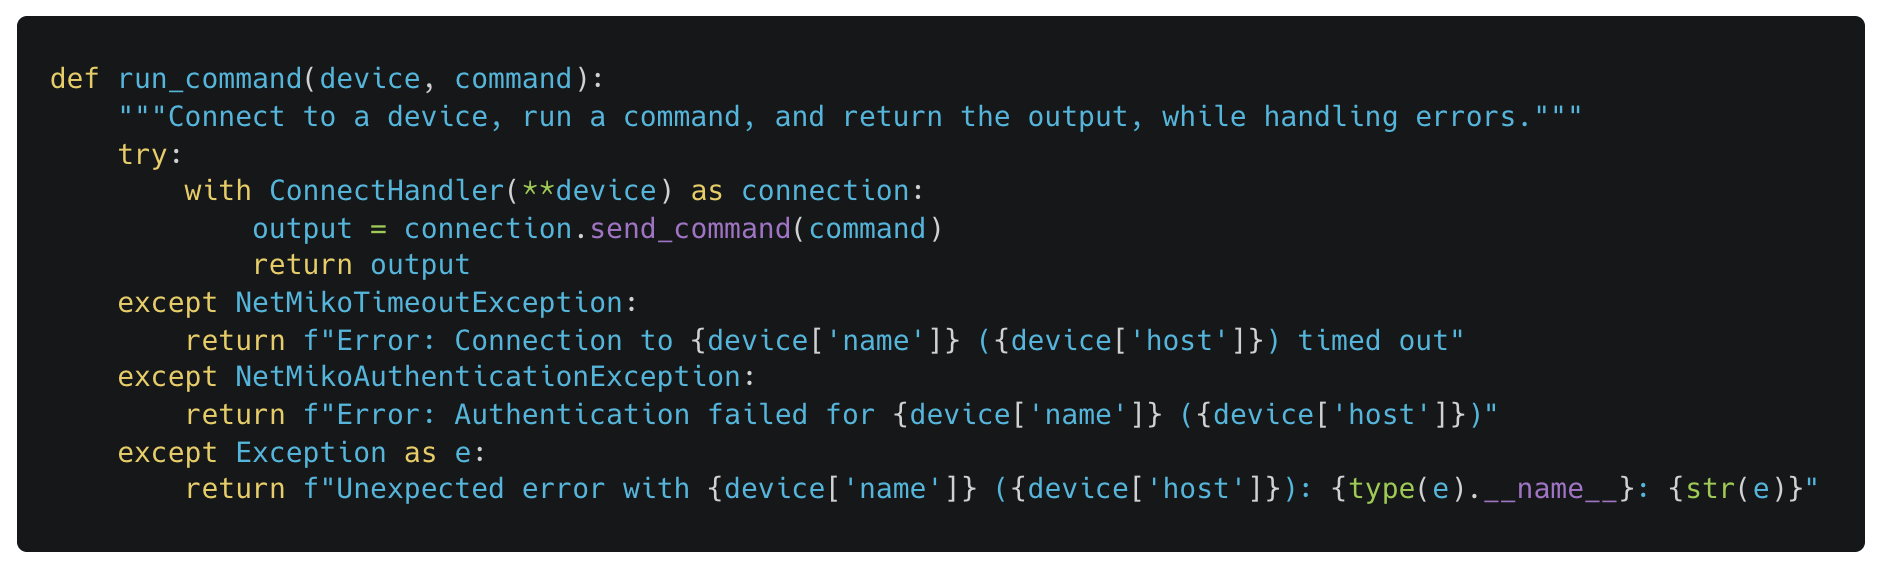 def run_command(device, command):
    """Connect to a device, run a command, and return the output, while handling errors."""
    try:
        with ConnectHandler(**device) as connection:
            output = connection.send_command(command)
            return output
    except NetMikoTimeoutException:
        return f"Error: Connection to {device['name']} ({device['host']}) timed out"
    except NetMikoAuthenticationException:
        return f"Error: Authentication failed for {device['name']} ({device['host']})"
    except Exception as e:
        return f"Unexpected error with {device['name']} ({device['host']}): {type(e).__name__}: {str(e)}"